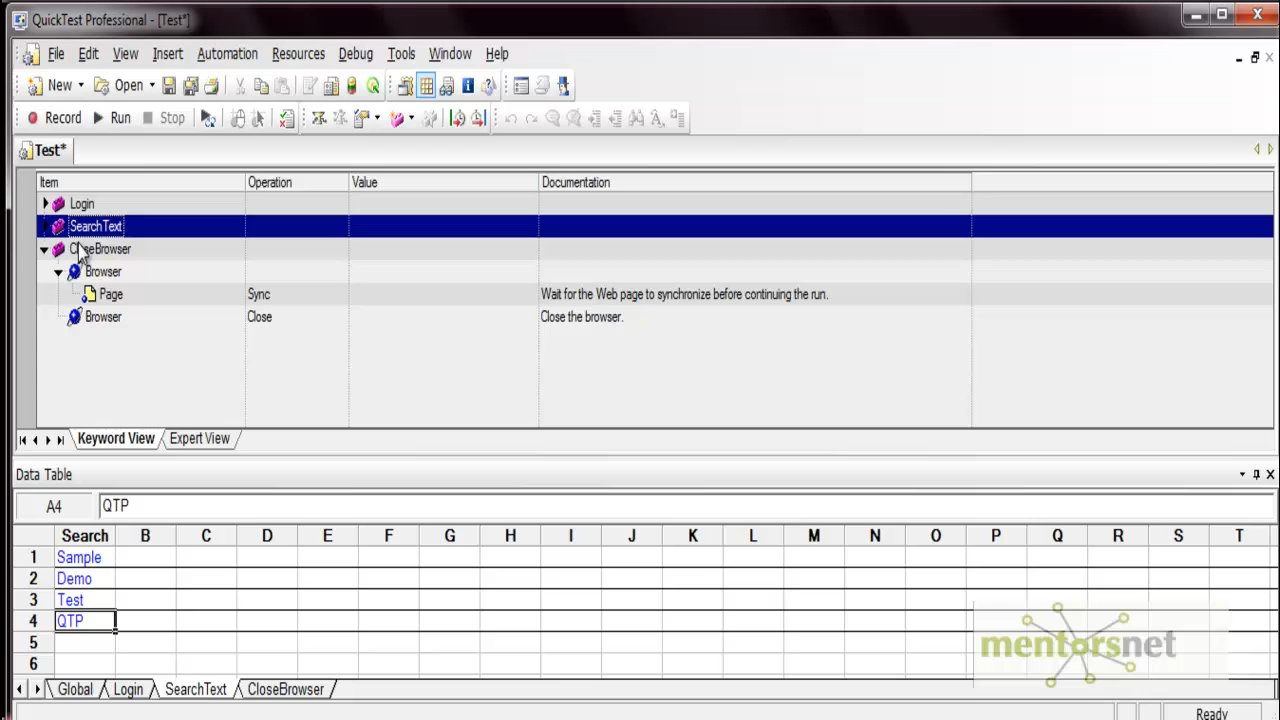 QuickTest Professional - [Test*]
File Edit View Insert Automation Resources Debug Tools Window Help
New Open
Record Run Stop
Test*
Item Operation Value Documentation
Login
SearchText
CloseBrowser
Browser
Page Sync Wait for the Web page to synchronize before continuing the run.
Browser Close Close the browser.
Keyword View Expert View
Data Table
A4 QTP
Search B C D E F G H I J K L M N O P Q R S T
1 Sample
2 Demo
3 Test
4 QTP
5
6
mentorsnet
Global Login SearchText CloseBrowser
Ready